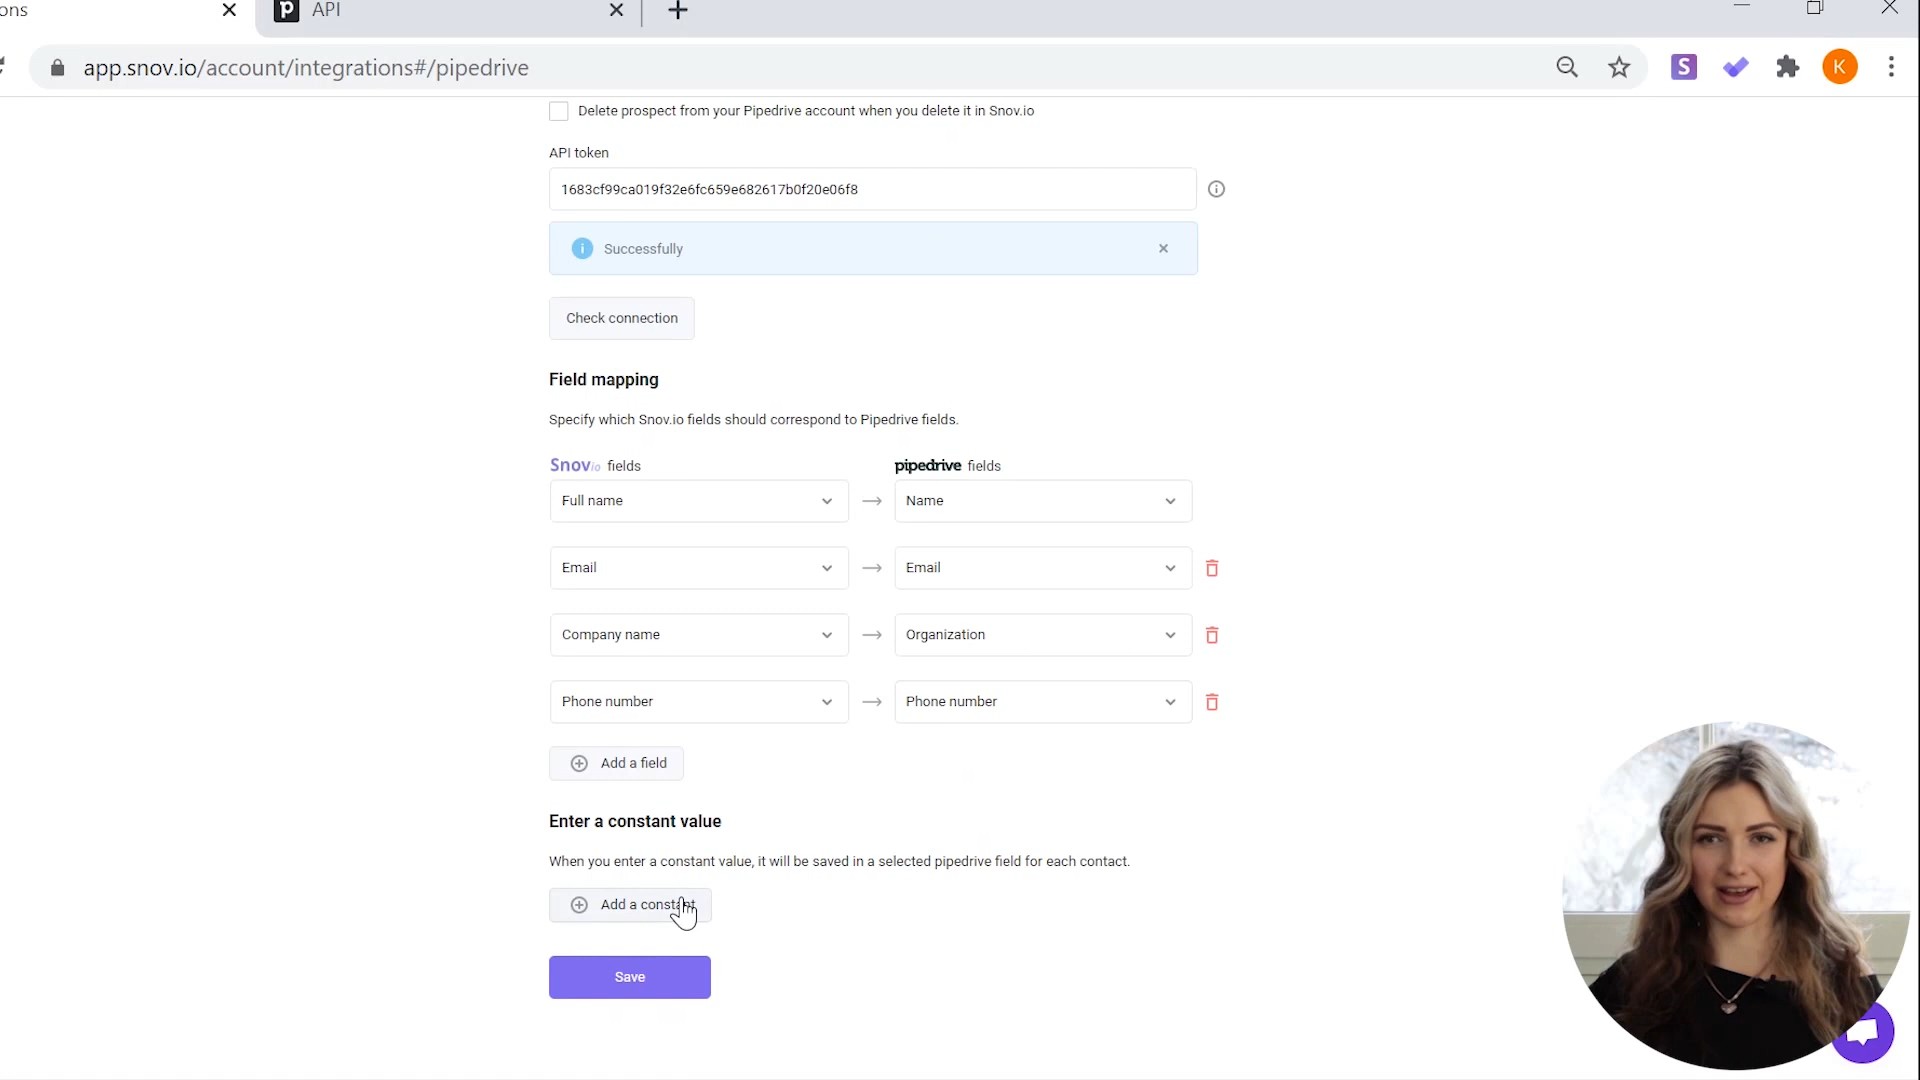 ons
API
app.snov.io/account/integrations#/pipedrive
S
K
Delete prospect from your Pipedrive account when you delete it in Snov.io
API token
1683cf99ca019f32e6fc659e682617b0f20e06f8
Successfully
Check connection
Field mapping
Specify which Snov.io fields should correspond to Pipedrive fields.
Snovio fields
pipedrive fields
Full name
Name
Email
Email
Company name
Organization
Phone number
Phone number
Add a field
Enter a constant value
When you enter a constant value, it will be saved in a selected pipedrive field for each contact.
Add a constant
Save